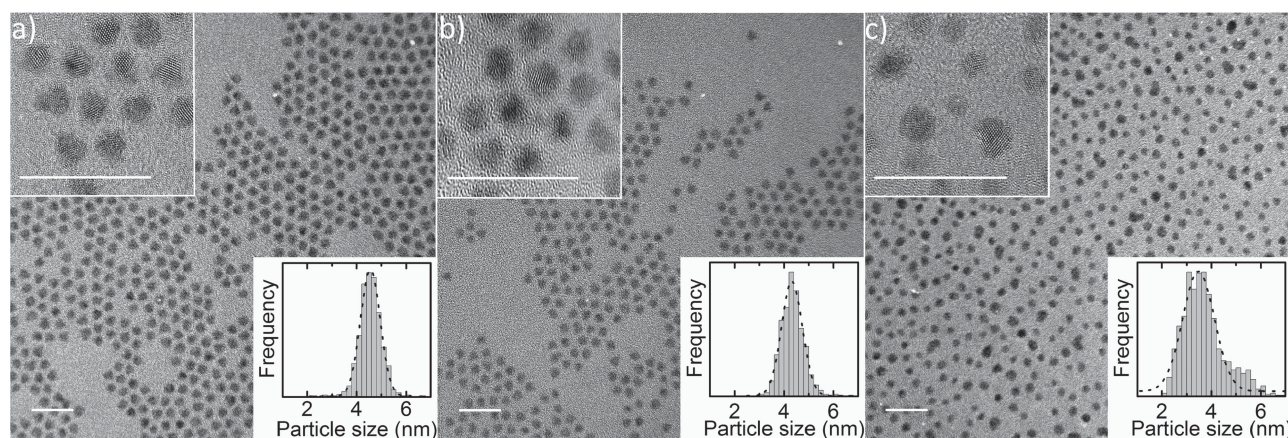 a)
Frequency
2 4 6
Particle size (nm)
b)
Frequency
2 4 6
Particle size (nm)
c)
Frequency
2 4 6
Particle size (nm)